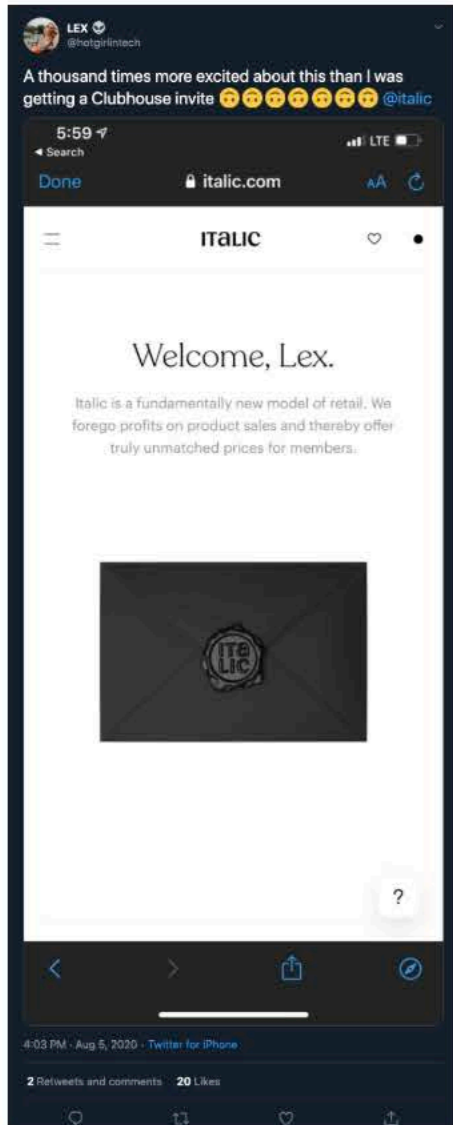 LEX
@hotgirlintech
A thousand times more excited about this than I was
getting a Clubhouse invite 🙃🙃🙃🙃🙃🙃🙃 @italic
5:59
LTE
◀ Search
Done
italic.com
AA
ITALIC
Welcome, Lex.
Italic is a fundamentally new model of retail. We
forego profits on product sales and thereby offer
truly unmatched prices for members.
ITA
LIC
?
4:03 PM · Aug 5, 2020 · Twitter for iPhone
2 Retweets and comments 20 Likes